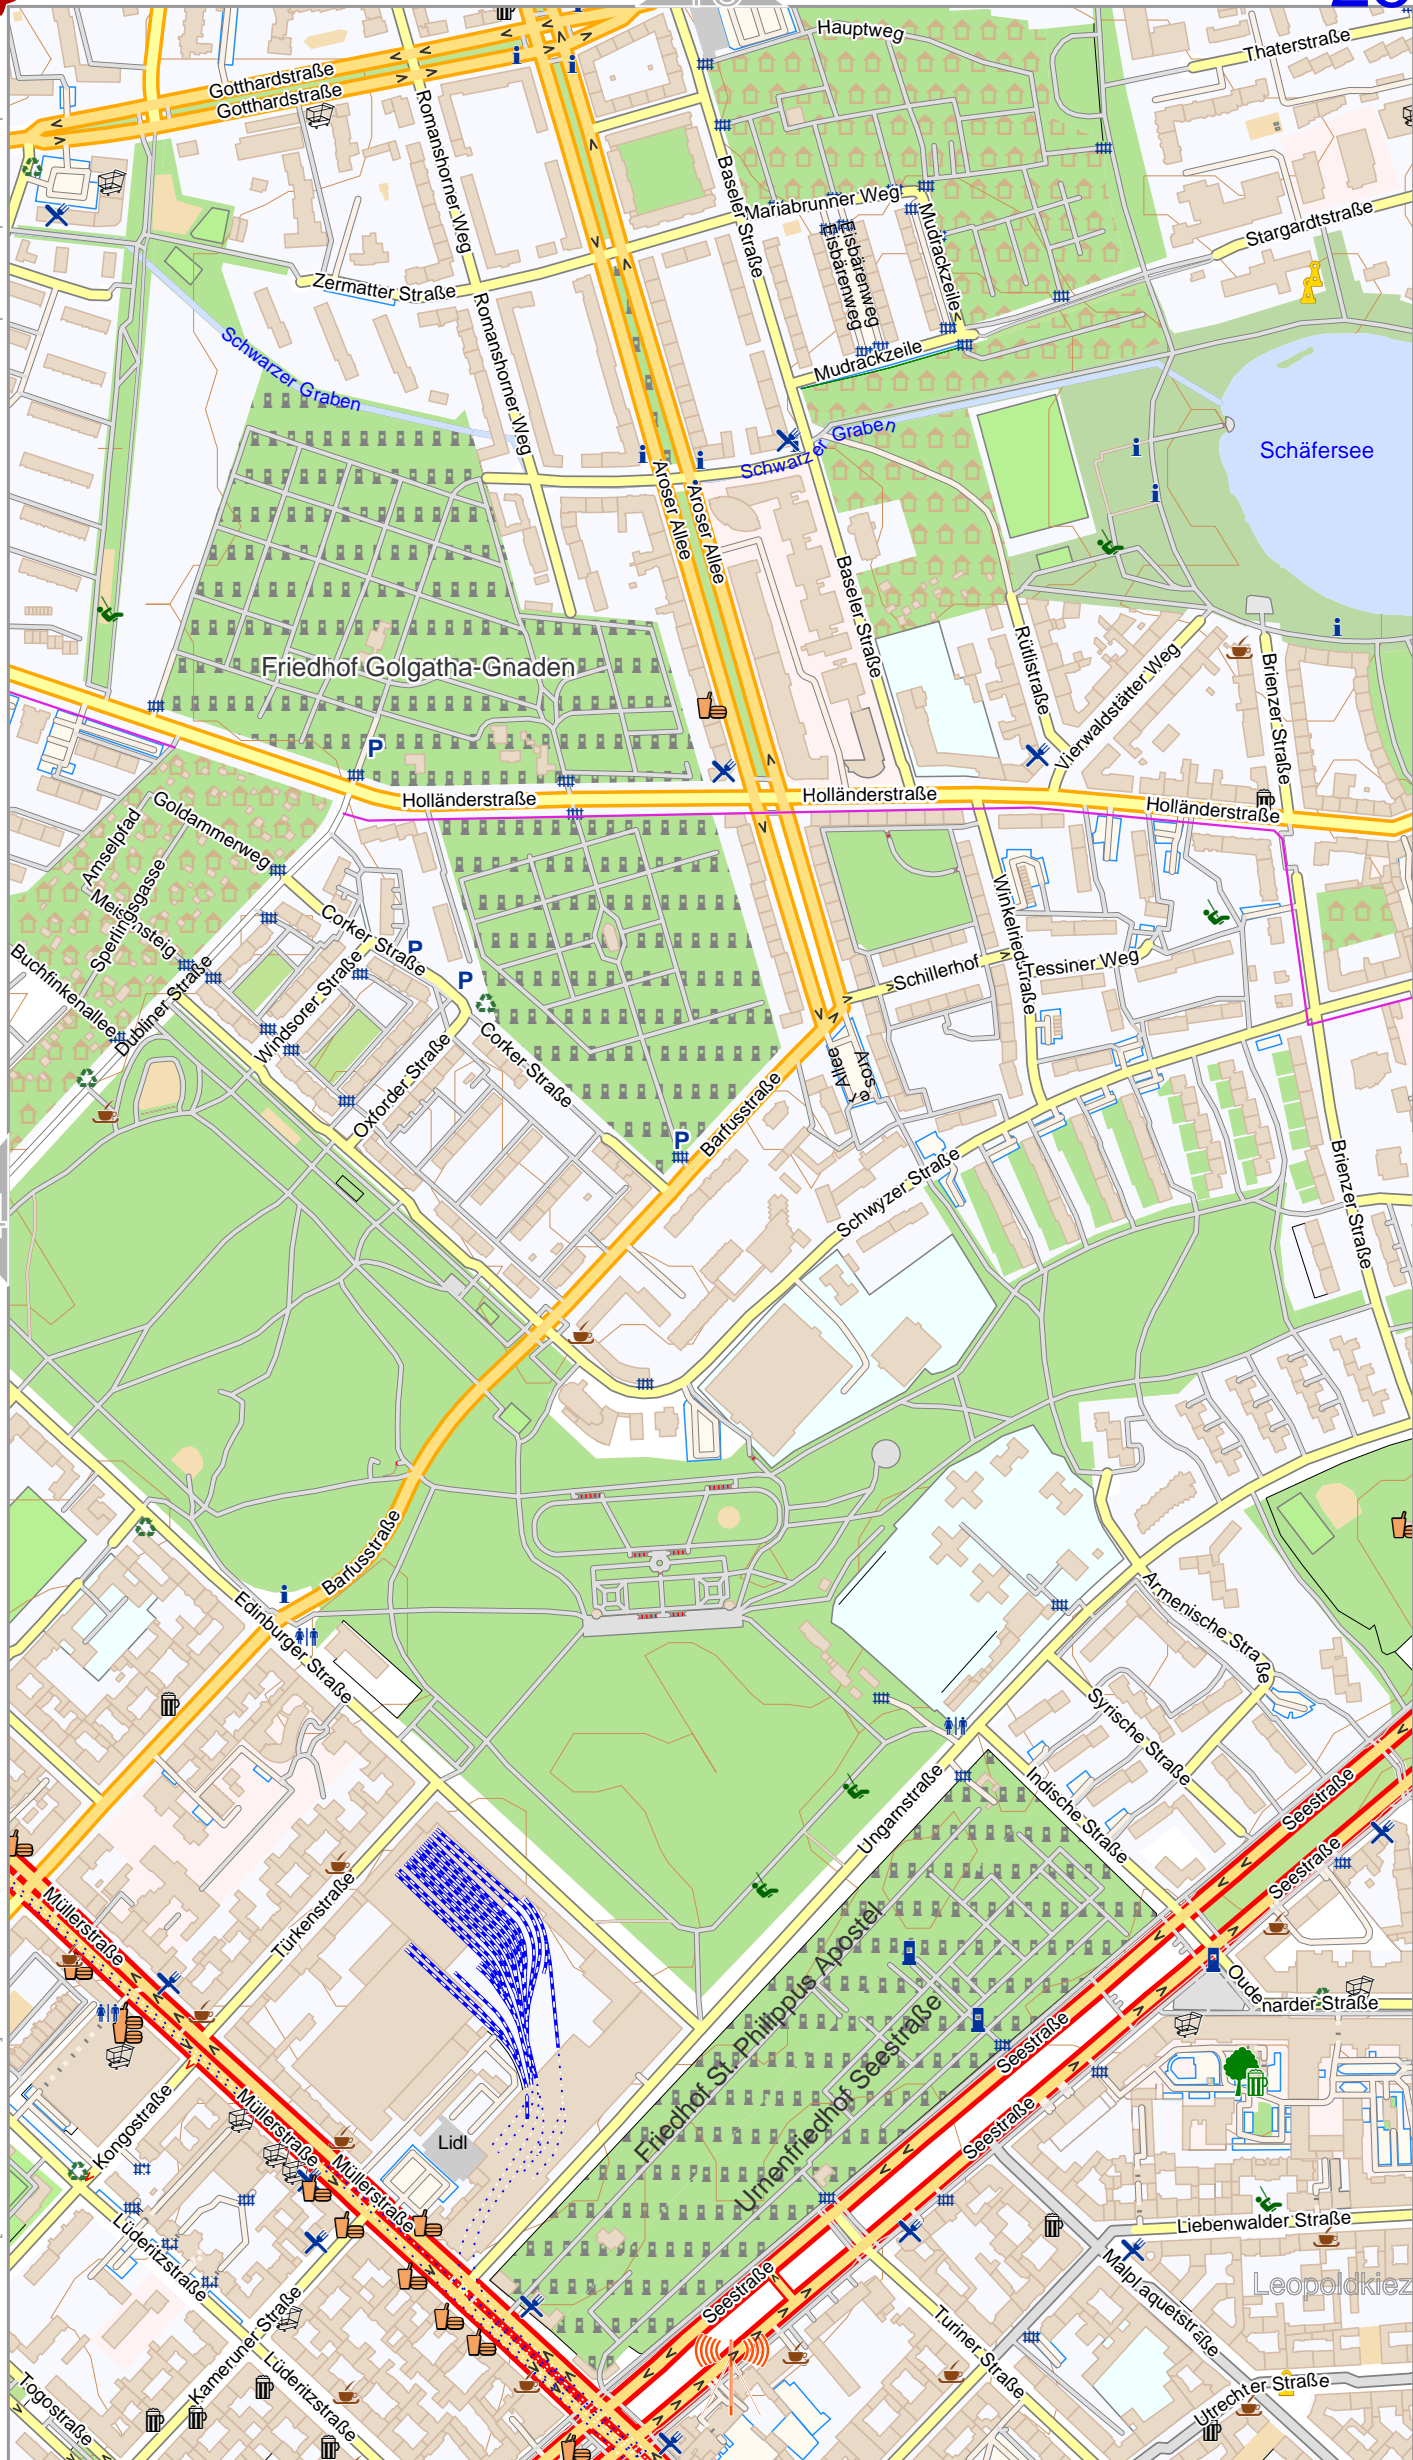 Hauptweg
Thaterstraße
Gotthardstraße
Gotthardstraße
Romanshorner Weg
Baseler Straße
Mariabrunner Weg
Mudrackzeile
Stargardtstraße
Eisbärenweg
Eisbärenweg
Zermatter Straße
Romanshorner Weg
Schwarzer Graben
Mudrackzeile
Schwarzer Graben
Schäfersee
Aroser Allee
Aroser Allee
Baseler Straße
Rütlistraße
Vierwaldstätter Weg
Brienzer Straße
Friedhof Golgatha-Gnaden
P
Holländerstraße
Holländerstraße
Holländerstraße
Goldammerweg
Amselpfad
Sperlingsgasse
Meisensteig
Buchfinkenallee
Dubliner Straße
Corker Straße
P
P
Windsorer Straße
Oxforder Straße
Corker Straße
Winkelriedstraße
Schillerhof
Tessiner Weg
Aroser Allee
P
Barfusstraße
Schwyzer Straße
Brienzer Straße
Barfusstraße
Edinburger Straße
Armenische Straße
Syrische Straße
Indische Straße
Ungarnstraße
Seestraße
Seestraße
Müllerstraße
Türkenstraße
Oudenarder Straße
Friedhof St. Philippus Apostel
Urnenfriedhof Seestraße
Seestraße
Seestraße
Kongostraße
Müllerstraße
Müllerstraße
Lidl
Lüderitzstraße
Liebenwalder Straße
Malplaquetstraße
Leopoldkiez
Seestraße
Kameruner Straße
Lüderitzstraße
Turiner Straße
Utrechter Straße
Togostraße